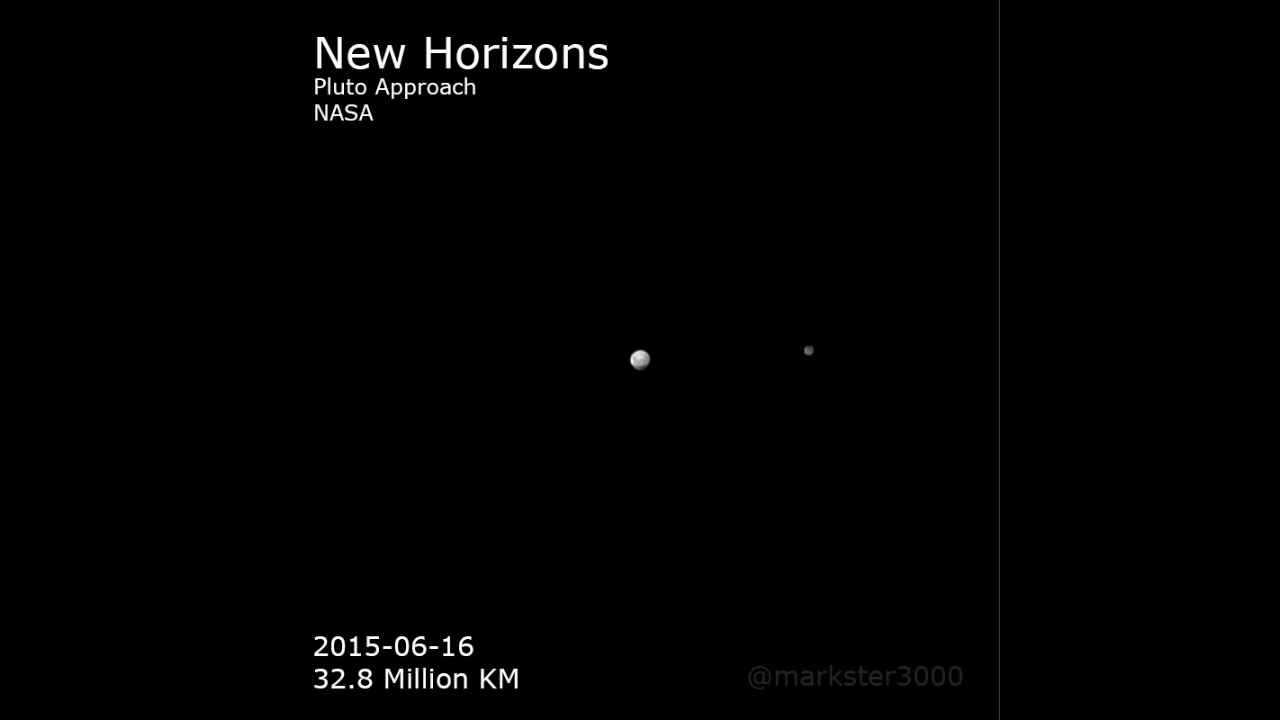 New Horizons
Pluto Approach
NASA
2015-06-16
32.8 Million KM
@markster3000